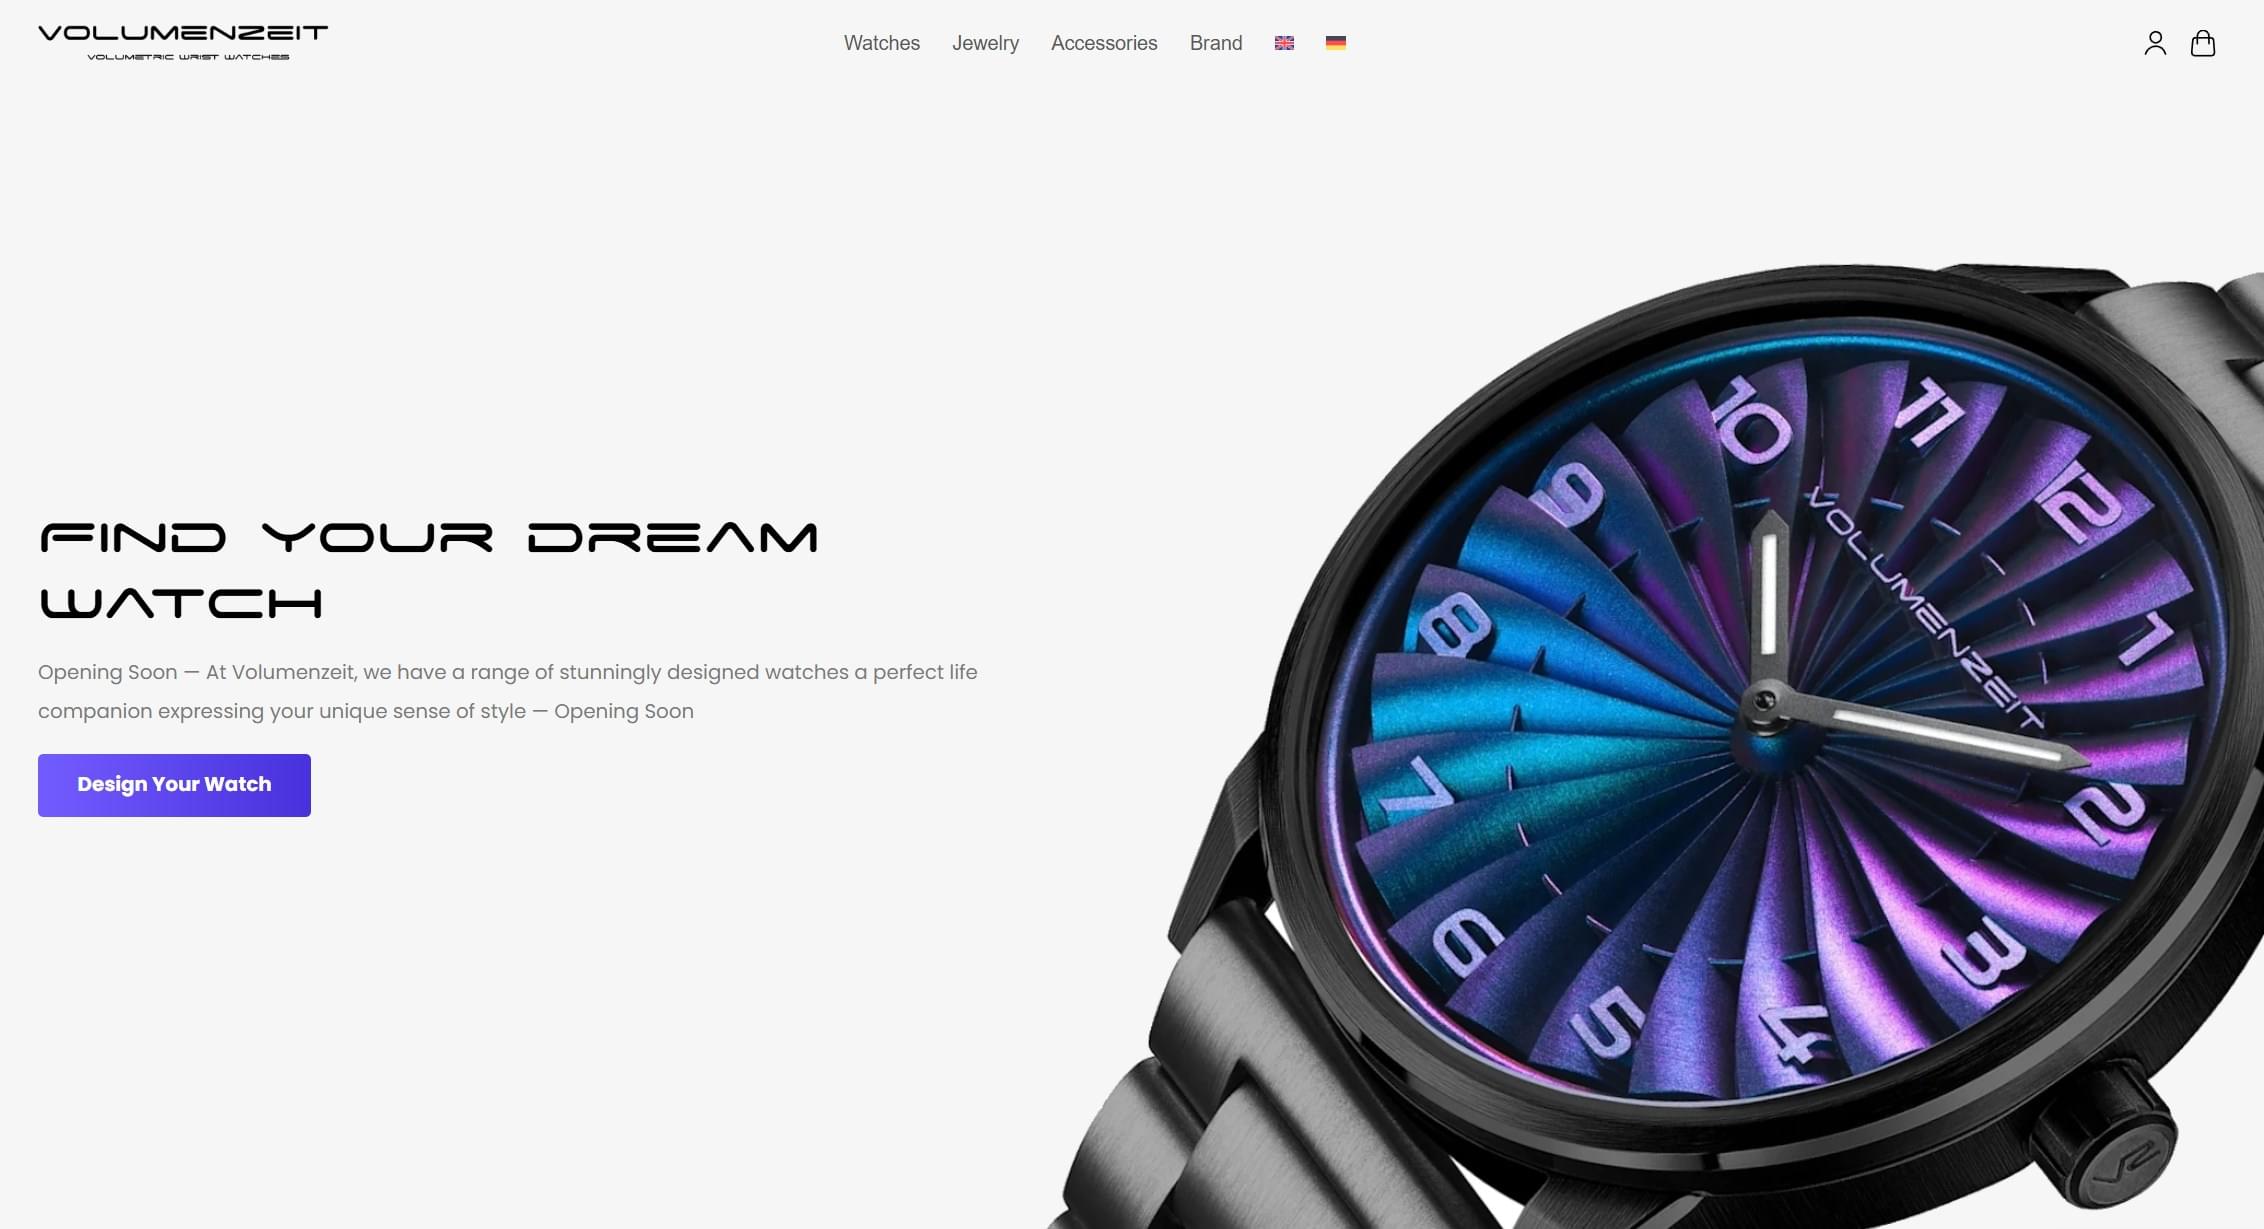 VOLUMENZEIT
VOLUMETRIC WRIST WATCHES
Watches Jewelry Accessories Brand
FIND YOUR DREAM
WATCH
Opening Soon — At Volumenzeit, we have a range of stunningly designed watches a perfect life
companion expressing your unique sense of style — Opening Soon
Design Your Watch
10
11
12
9
VOLUMENZEIT
8
1
7
2
6
3
5
4
VZ